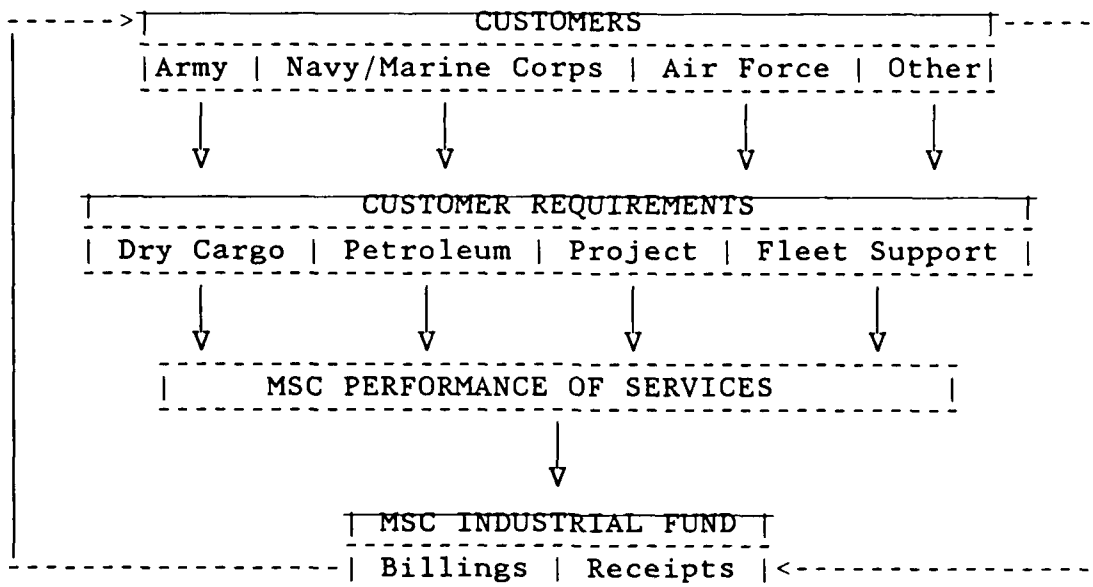 CUSTOMERS
Army | Navy/Marine Corps | Air Force | Other
CUSTOMER REQUIREMENTS
Dry Cargo | Petroleum | Project | Fleet Support
MSC PERFORMANCE OF SERVICES
MSC INDUSTRIAL FUND
Billings | Receipts